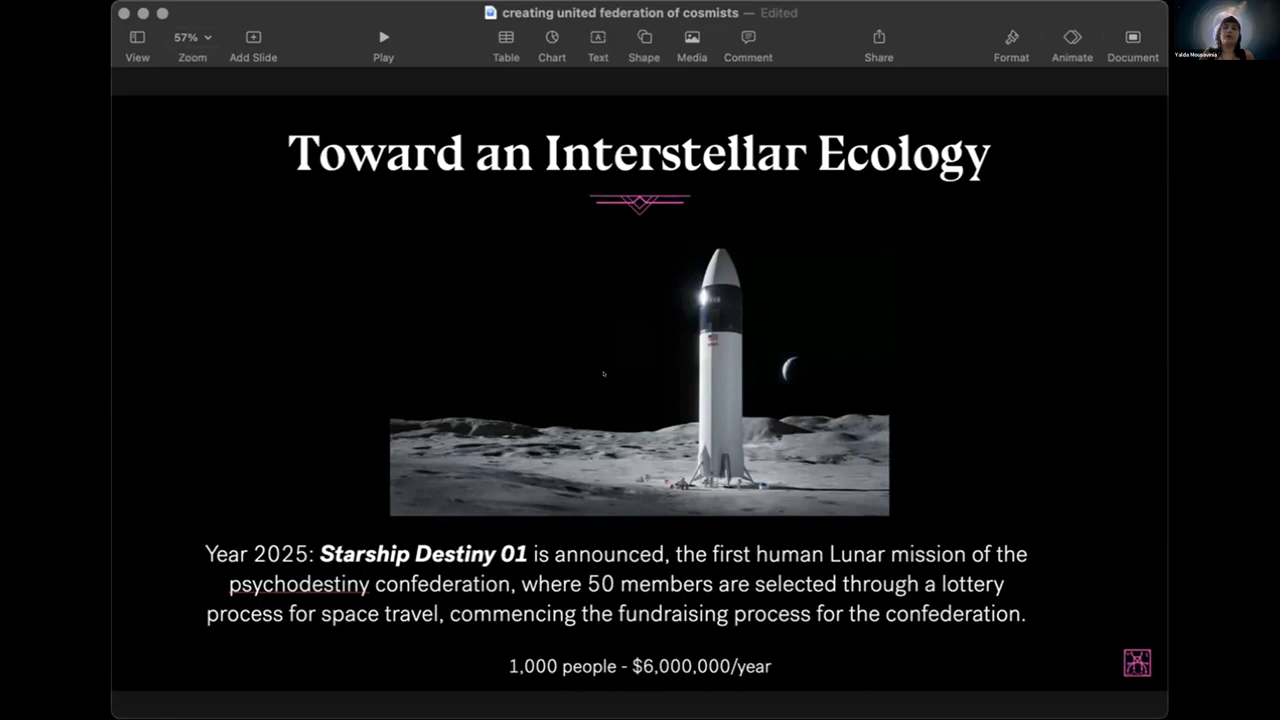 creating united federation of cosmists — Edited
57%
View
Zoom
Add Slide
Play
Table
Chart
Text
Shape
Media
Comment
Share
Format
Animate
Document
Yalda Mousavinia
Toward an Interstellar Ecology
Year 2025: Starship Destiny 01 is announced, the first human Lunar mission of the
psychodestiny confederation, where 50 members are selected through a lottery
process for space travel, commencing the fundraising process for the confederation.
1,000 people - $6,000,000/year